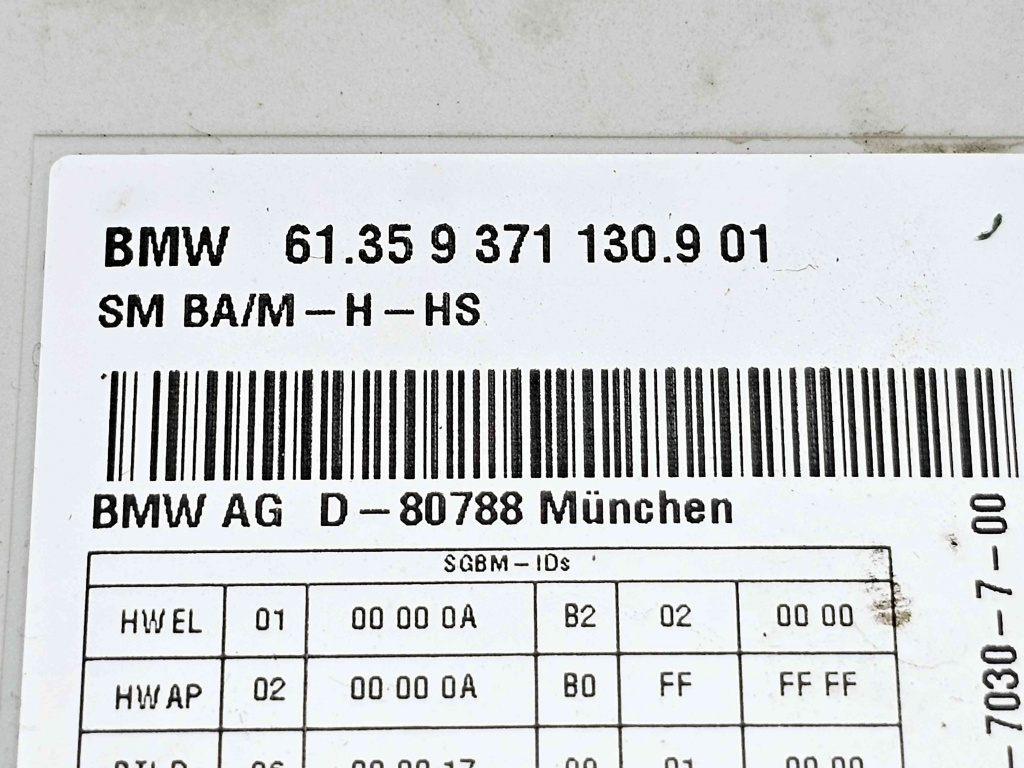 BMW 61.35 9 371 130.9 01
SM BA/M-H-HS
BMW AG D-80788 München
SGBM-IDs
HWEL 01 00 00 0A B2 02 00 00
HWAP 02 00 00 0A B0 FF FF FF
-7030-7-00